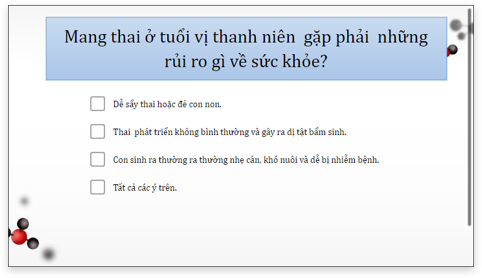 Mang thai ở tuổi vị thanh niên  gặp phải  những
rủi ro gì về sức khỏe?
Dễ sẩy thai hoặc đẻ con non.
Thai  phát triển không bình thường và gây ra dị tật bẩm sinh.
Con sinh ra thường ra thường nhẹ cân, khó nuôi và dễ bị nhiễm bệnh.
Tất cả các ý trên.